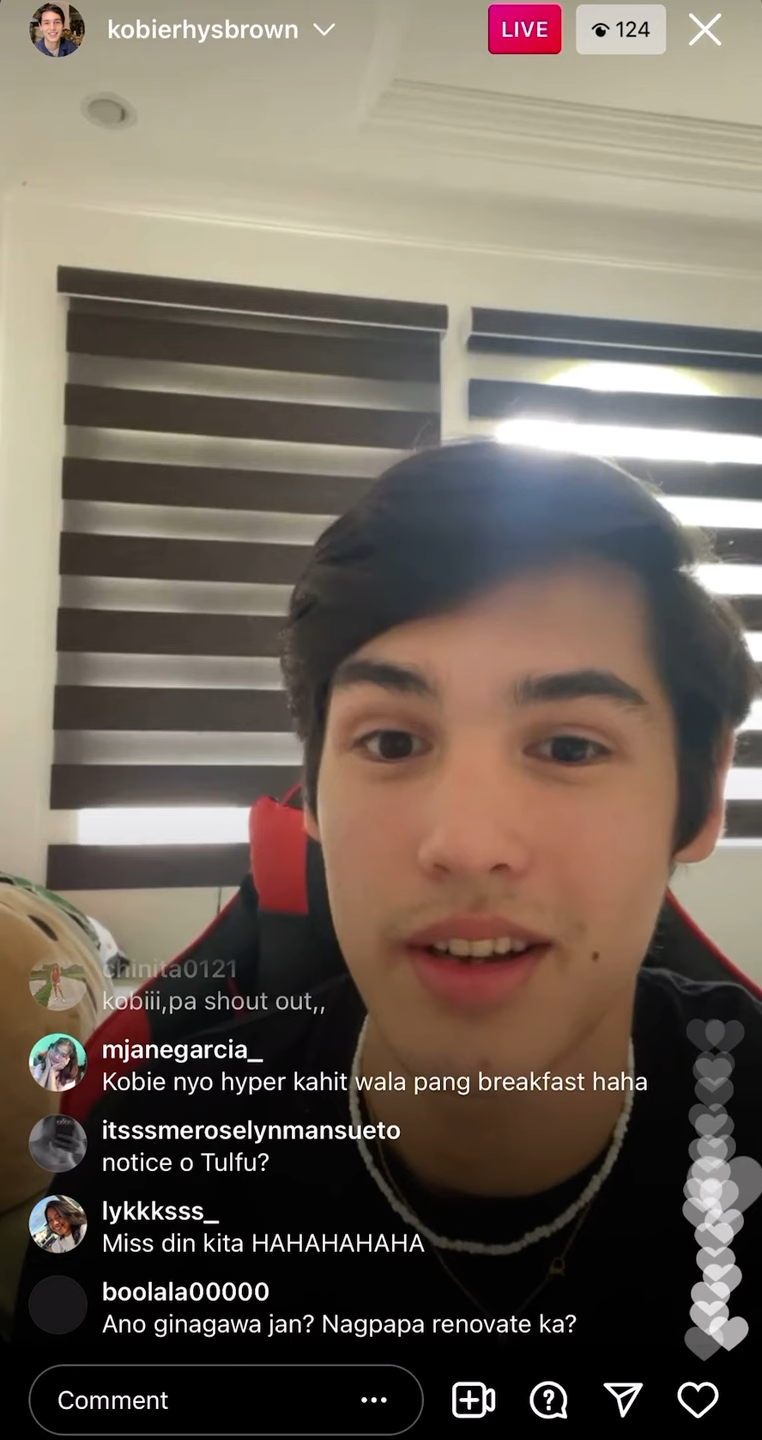 kobierhysbrown
LIVE
124
chinita0121
kobiii,pa shout out,,
mjanegarcia_
Kobie nyo hyper kahit wala pang breakfast haha
itsssmeroselynmansueto
notice o Tulfu?
lykkksss_
Miss din kita HAHAHAHAHA
boolala00000
Ano ginagawa jan? Nagpapa renovate ka?
Comment